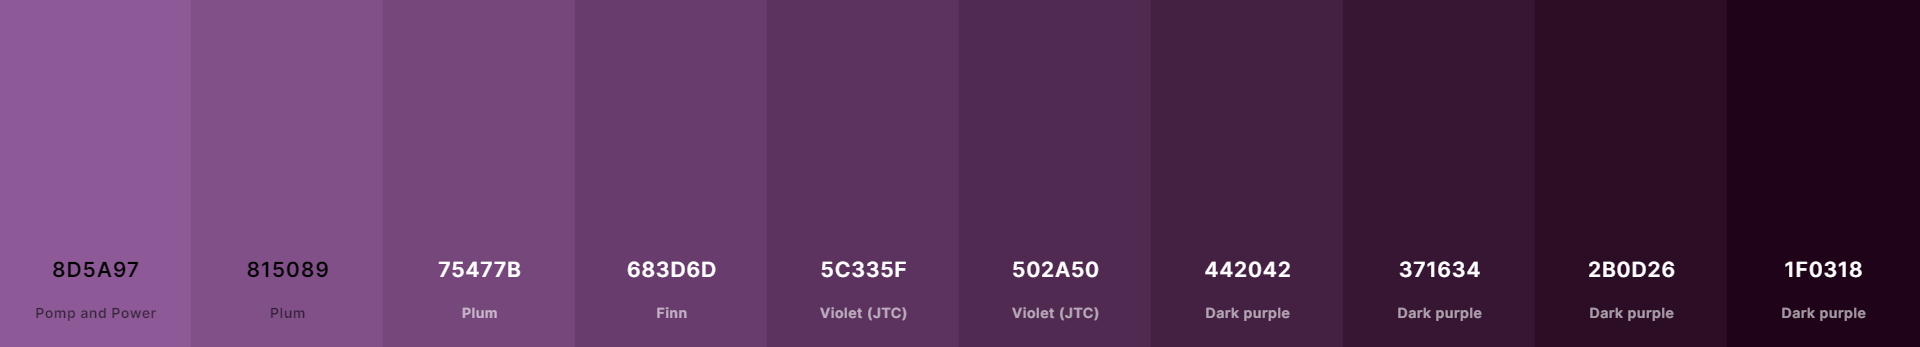 8D5A97 815089 75477B 683D6D 5C335F 502A50 442042 371634 2B0D26 1F0318
Pomp and Power Plum Plum Finn Violet (JTC) Violet (JTC) Dark purple Dark purple Dark purple Dark purple